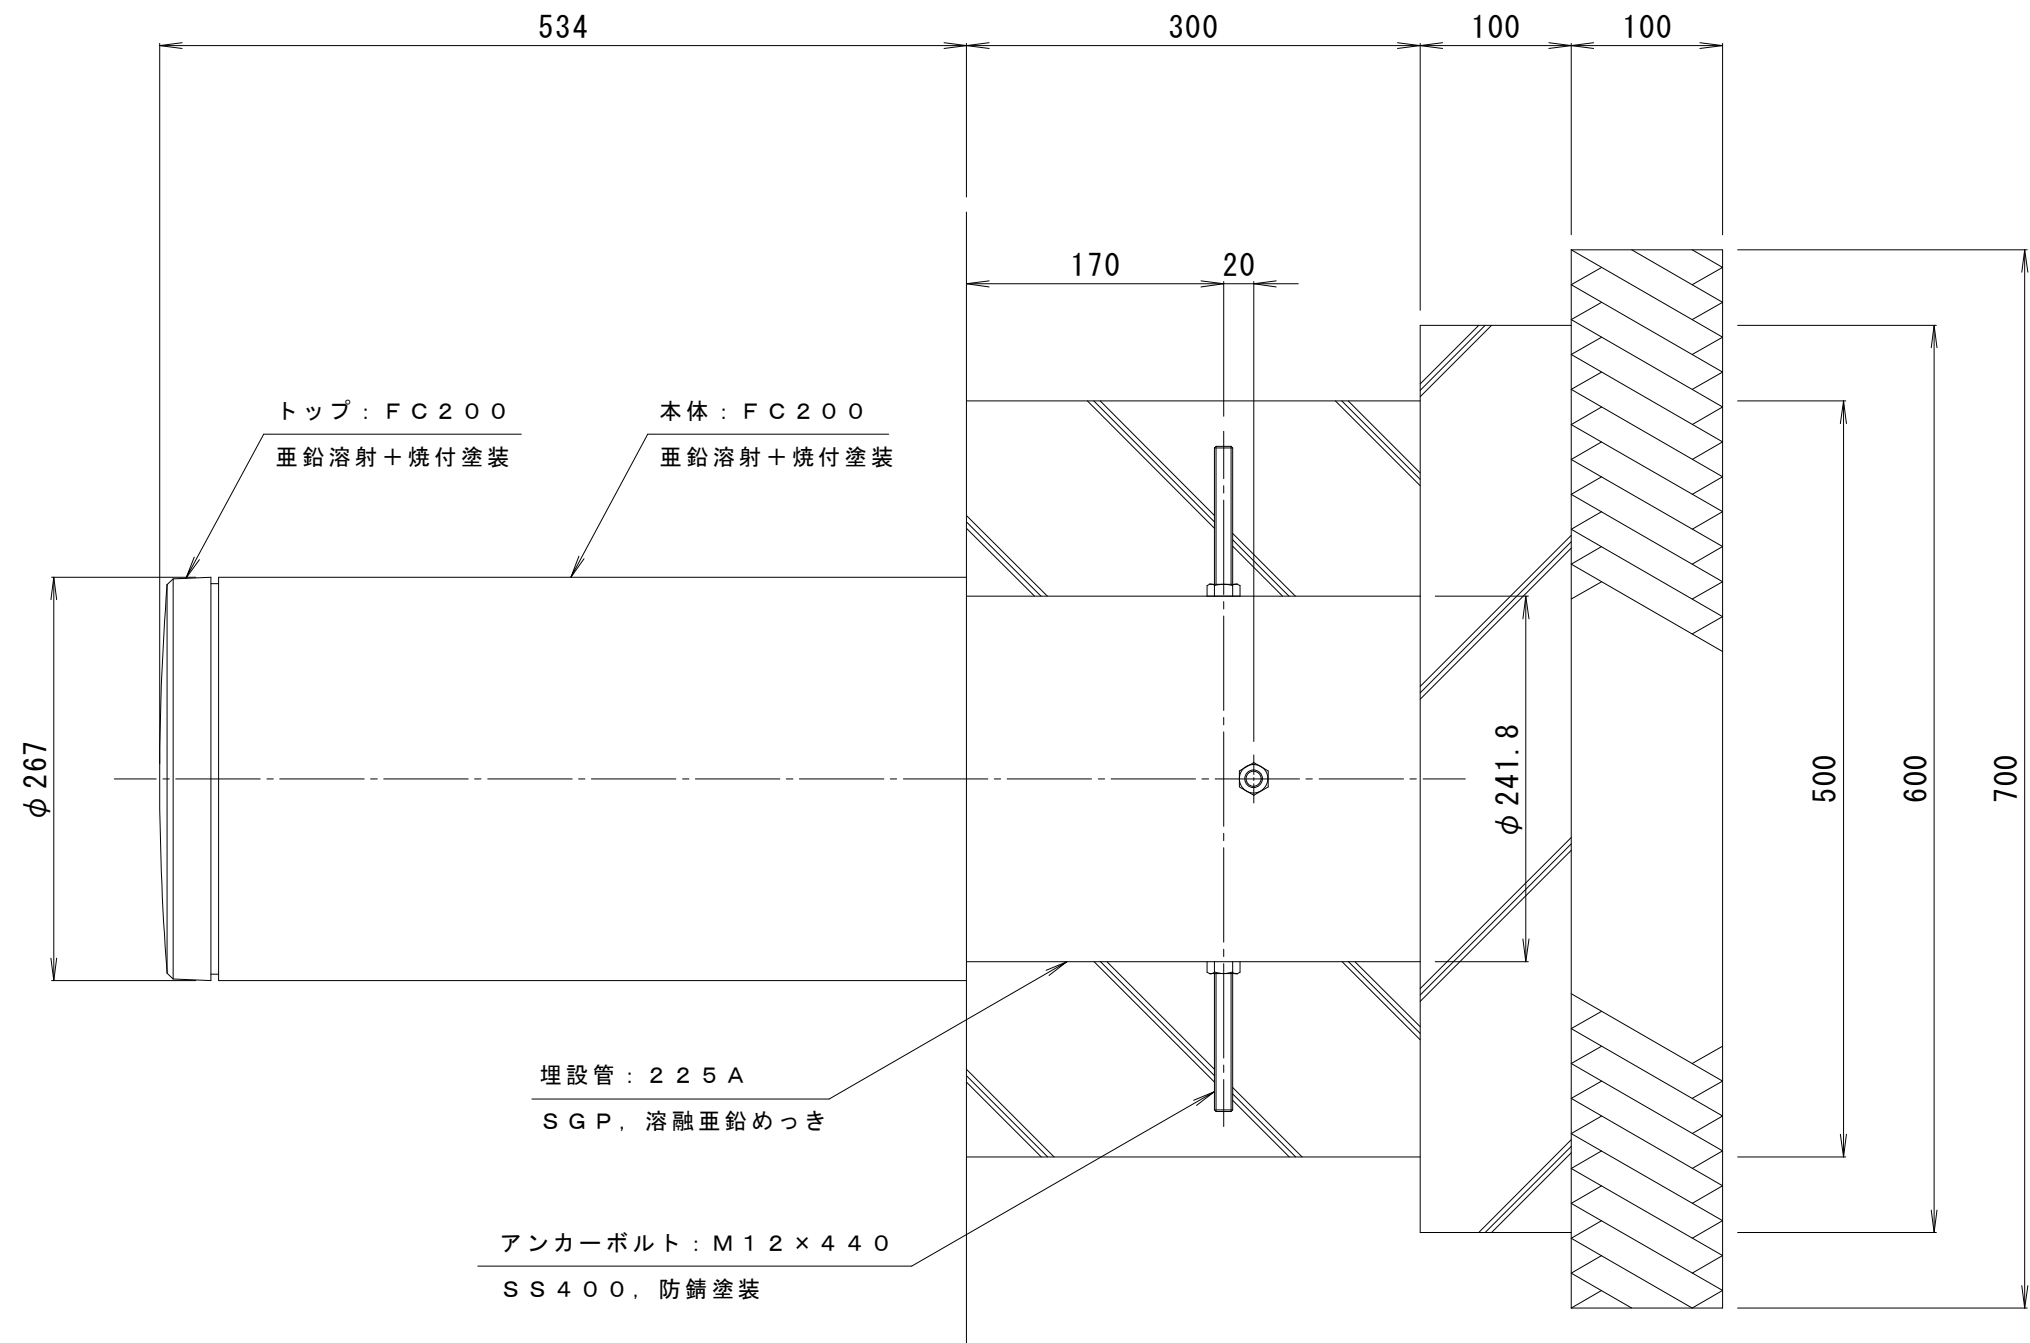 534
300
100
100
170
20
トップ：ＦＣ２００
亜鉛溶射＋焼付塗装
本体：ＦＣ２００
亜鉛溶射＋焼付塗装
φ267
φ241.8
500
600
700
埋設管：２２５Ａ
ＳＧＰ，溶融亜鉛めっき
アンカーボルト：Ｍ１２×４４０
ＳＳ４００，防錆塗装